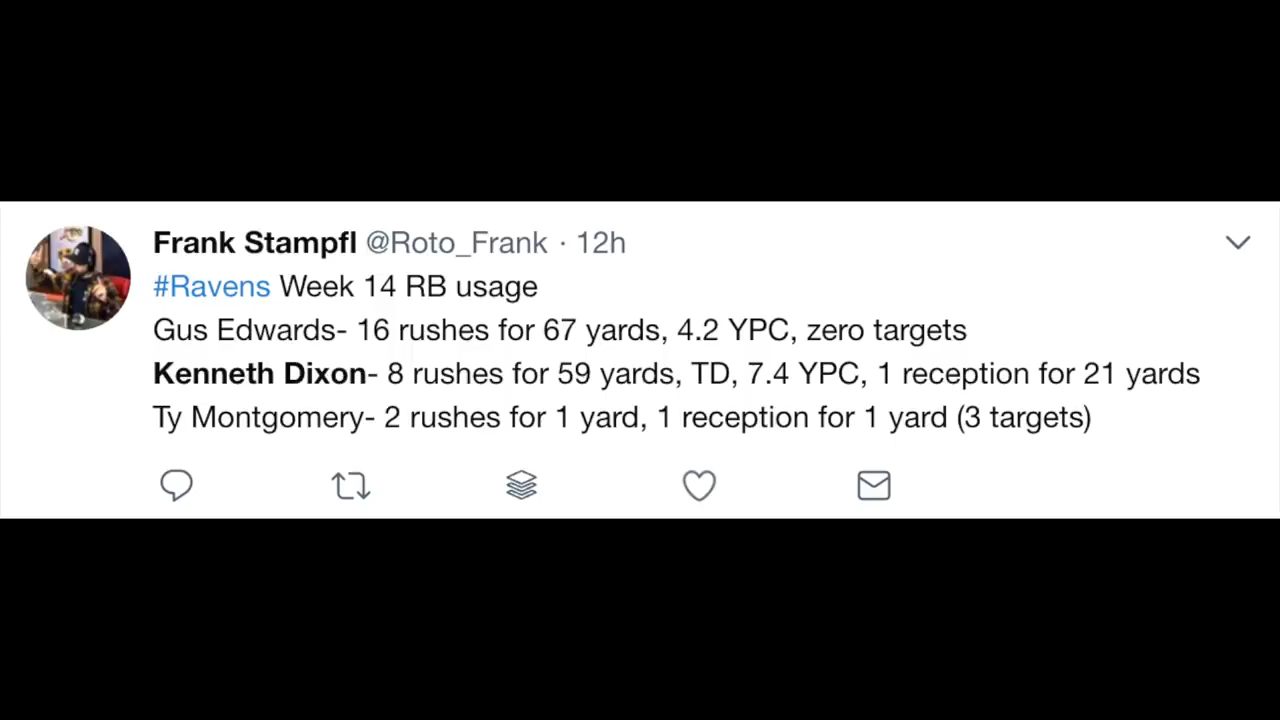 Frank Stampfl @Roto_Frank · 12h
#Ravens Week 14 RB usage
Gus Edwards- 16 rushes for 67 yards, 4.2 YPC, zero targets
Kenneth Dixon- 8 rushes for 59 yards, TD, 7.4 YPC, 1 reception for 21 yards
Ty Montgomery- 2 rushes for 1 yard, 1 reception for 1 yard (3 targets)